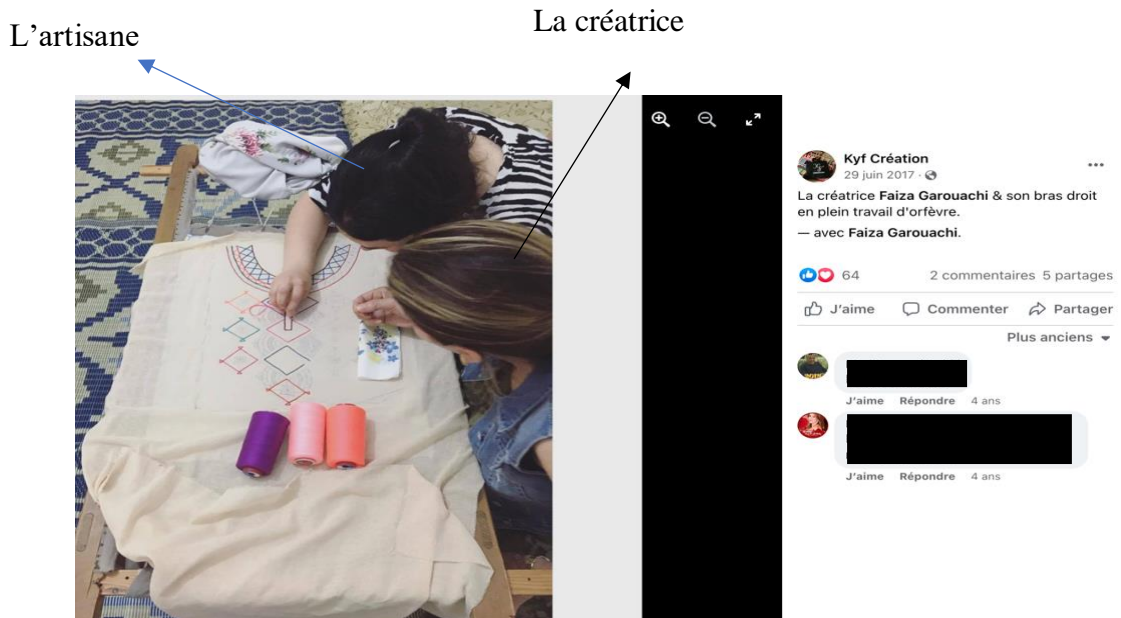 L'artisane
La créatrice
Kyf Création
29 juin 2017 ·
La créatrice Faiza Garouachi & son bras droit
en plein travail d'orfèvre.
— avec Faiza Garouachi.
64
2 commentaires 5 partages
J'aime
Commenter
Partager
Plus anciens
J'aime Répondre 4 ans
J'aime Répondre 4 ans